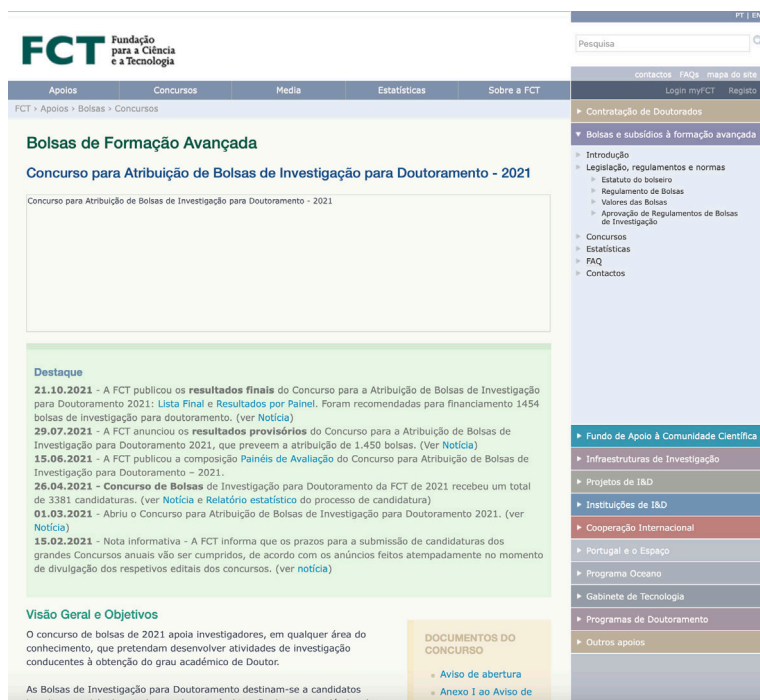 PT | EN
FCT Fundação
para a Ciência
e a Tecnologia
Pesquisa
contactos FAQs mapa do site
Apoios Concursos Media Estatísticas Sobre a FCT
Login myFCT Registo
FCT > Apoios > Bolsas > Concursos
Bolsas de Formação Avançada
Concurso para Atribuição de Bolsas de Investigação para Doutoramento - 2021
Concurso para Atribuição de Bolsas de Investigação para Doutoramento - 2021
Destaque
21.10.2021 - A FCT publicou os resultados finais do Concurso para a Atribuição de Bolsas de Investigação
para Doutoramento 2021: Lista Final e Resultados por Painel. Foram recomendadas para financiamento 1454
bolsas de investigação para doutoramento. (ver Notícia)
29.07.2021 - A FCT anunciou os resultados provisórios do Concurso para a Atribuição de Bolsas de
Investigação para Doutoramento 2021, que preveem a atribuição de 1.450 bolsas. (Ver Notícia)
15.06.2021 - A FCT publicou a composição Painéis de Avaliação do Concurso para Atribuição de Bolsas de
Investigação para Doutoramento – 2021.
26.04.2021 - Concurso de Bolsas de Investigação para Doutoramento da FCT de 2021 recebeu um total
de 3381 candidaturas. (ver Notícia e Relatório estatístico do processo de candidatura)
01.03.2021 - Abriu o Concurso para Atribuição de Bolsas de Investigação para Doutoramento 2021. (ver
Notícia)
15.02.2021 - Nota informativa - A FCT informa que os prazos para a submissão de candidaturas dos
grandes Concursos anuais vão ser cumpridos, de acordo com os anúncios feitos atempadamente no momento
de divulgação dos respetivos editais dos concursos. (ver notícia)
Visão Geral e Objetivos
O concurso de bolsas de 2021 apoia investigadores, em qualquer área do
conhecimento, que pretendam desenvolver atividades de investigação
conducentes à obtenção do grau académico de Doutor.
As Bolsas de Investigação para Doutoramento destinam-se a candidatos
DOCUMENTOS DO
CONCURSO
Aviso de abertura
Anexo I ao Aviso de
Contratação de Doutorados
Bolsas e subsídios à formação avançada
Introdução
Legislação, regulamentos e normas
Estatuto do bolseiro
Regulamento de Bolsas
Valores das Bolsas
Aprovação de Regulamentos de Bolsas
de Investigação
Concursos
Estatísticas
FAQ
Contactos
Fundo de Apoio à Comunidade Científica
Infraestruturas de Investigação
Projetos de I&D
Instituições de I&D
Cooperação Internacional
Portugal e o Espaço
Programa Oceano
Gabinete de Tecnologia
Programas de Doutoramento
Outros apoios